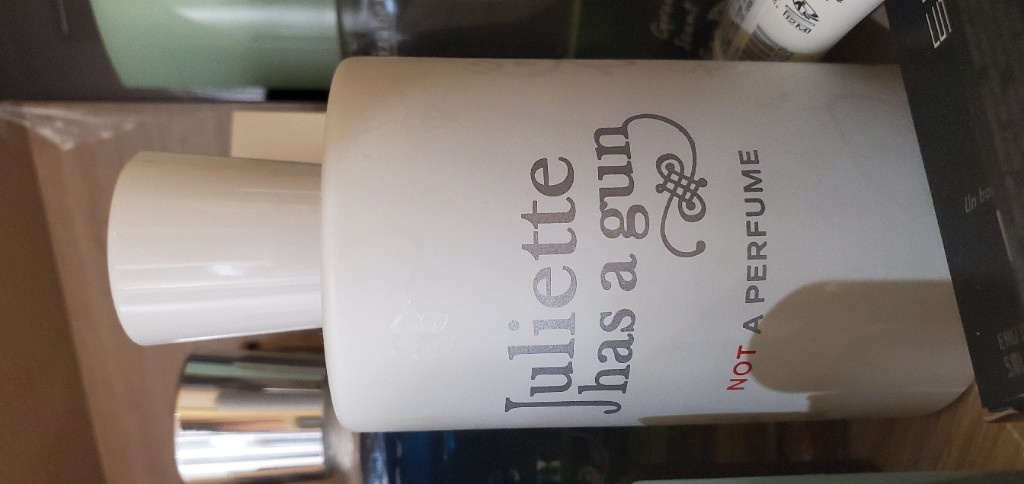 Juliette
has a gun
NOT A PERFUME